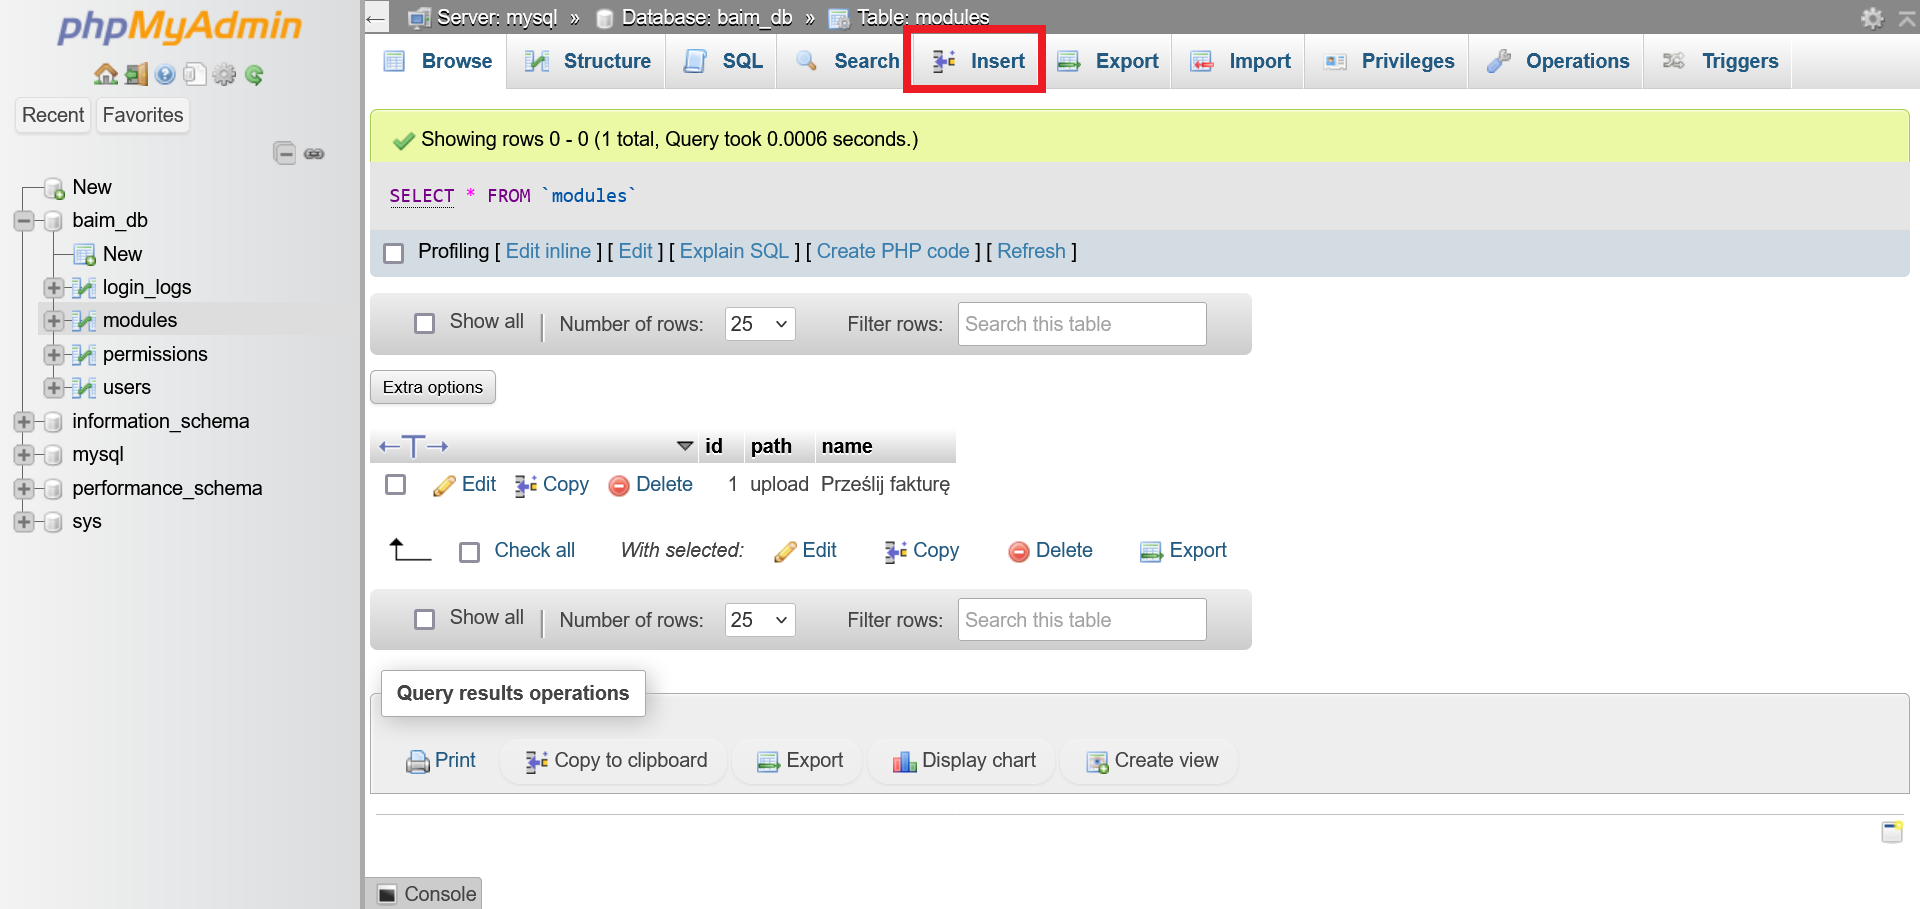 phpMyAdmin
Recent Favorites
New
baim_db
New
login_logs
modules
permissions
users
information_schema
mysql
performance_schema
sys
Server: mysql » Database: baim_db » Table: modules
Browse Structure SQL Search Insert Export Import Privileges Operations Triggers
Showing rows 0 - 0 (1 total, Query took 0.0006 seconds.)
SELECT * FROM `modules`
Profiling [ Edit inline ] [ Edit ] [ Explain SQL ] [ Create PHP code ] [ Refresh ]
Show all | Number of rows: 25 Filter rows: Search this table
Extra options
←T→ id path name
Edit Copy Delete 1 upload Prześlij fakturę
Check all With selected: Edit Copy Delete Export
Show all | Number of rows: 25 Filter rows: Search this table
Query results operations
Print Copy to clipboard Export Display chart Create view
Console